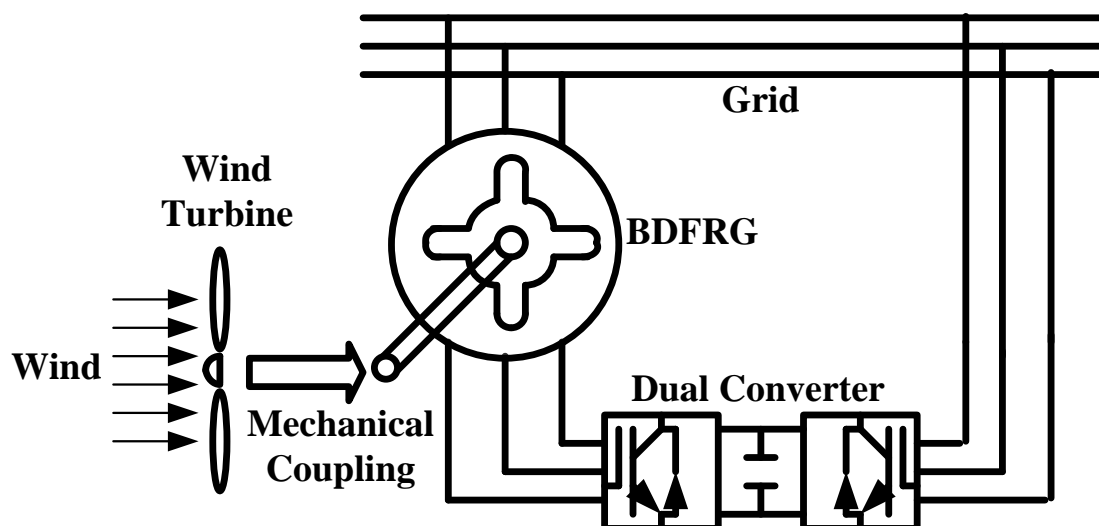 Grid
Wind
Turbine
BDFRG
Wind
Mechanical
Coupling
Dual Converter